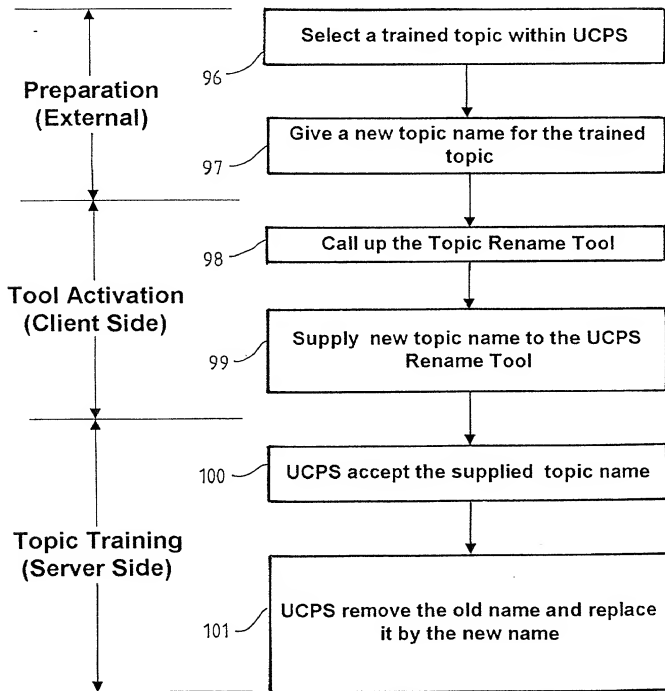 Select a trained topic within UCPS
96
Preparation
(External)
Give a new topic name for the trained
topic
97
Call up the Topic Rename Tool
98
Tool Activation
(Client Side)
Supply new topic name to the UCPS
Rename Tool
99
UCPS accept the supplied topic name
100
Topic Training
(Server Side)
UCPS remove the old name and replace
it by the new name
101